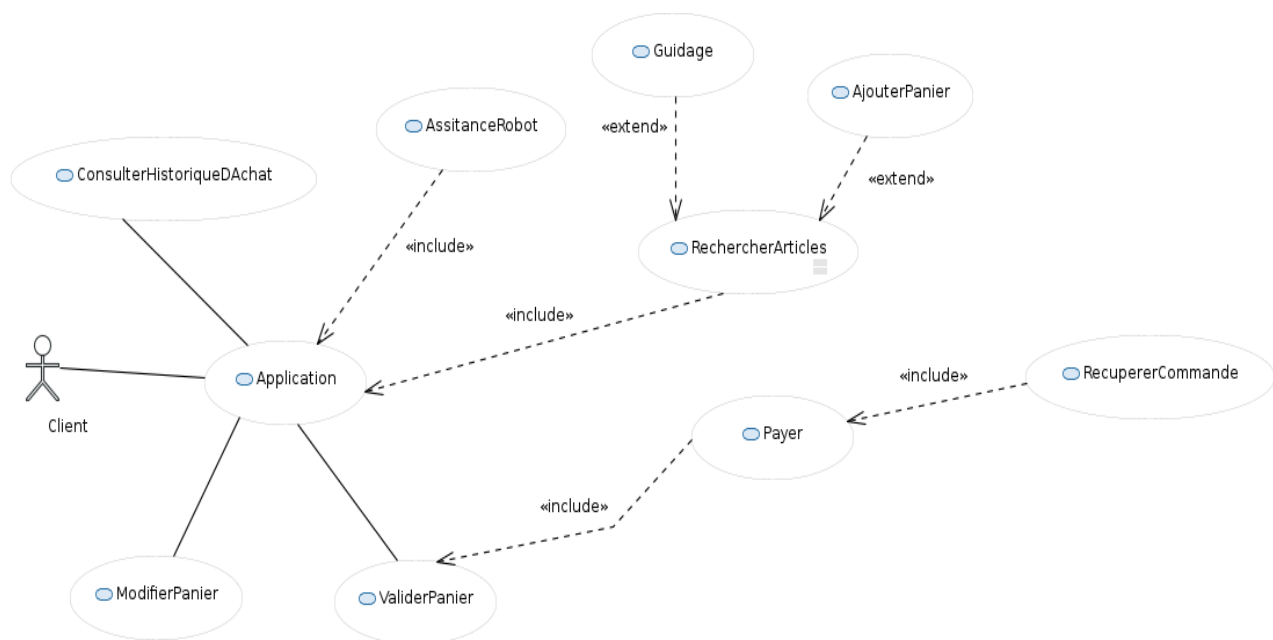 Guidage
AjouterPanier
AssitanceRobot
«extend»
ConsulterHistoriqueDAchat
«extend»
«include»
RechercherArticles
«include»
Application
Client
RecupererCommande
«include»
Payer
«include»
ModifierPanier
ValiderPanier